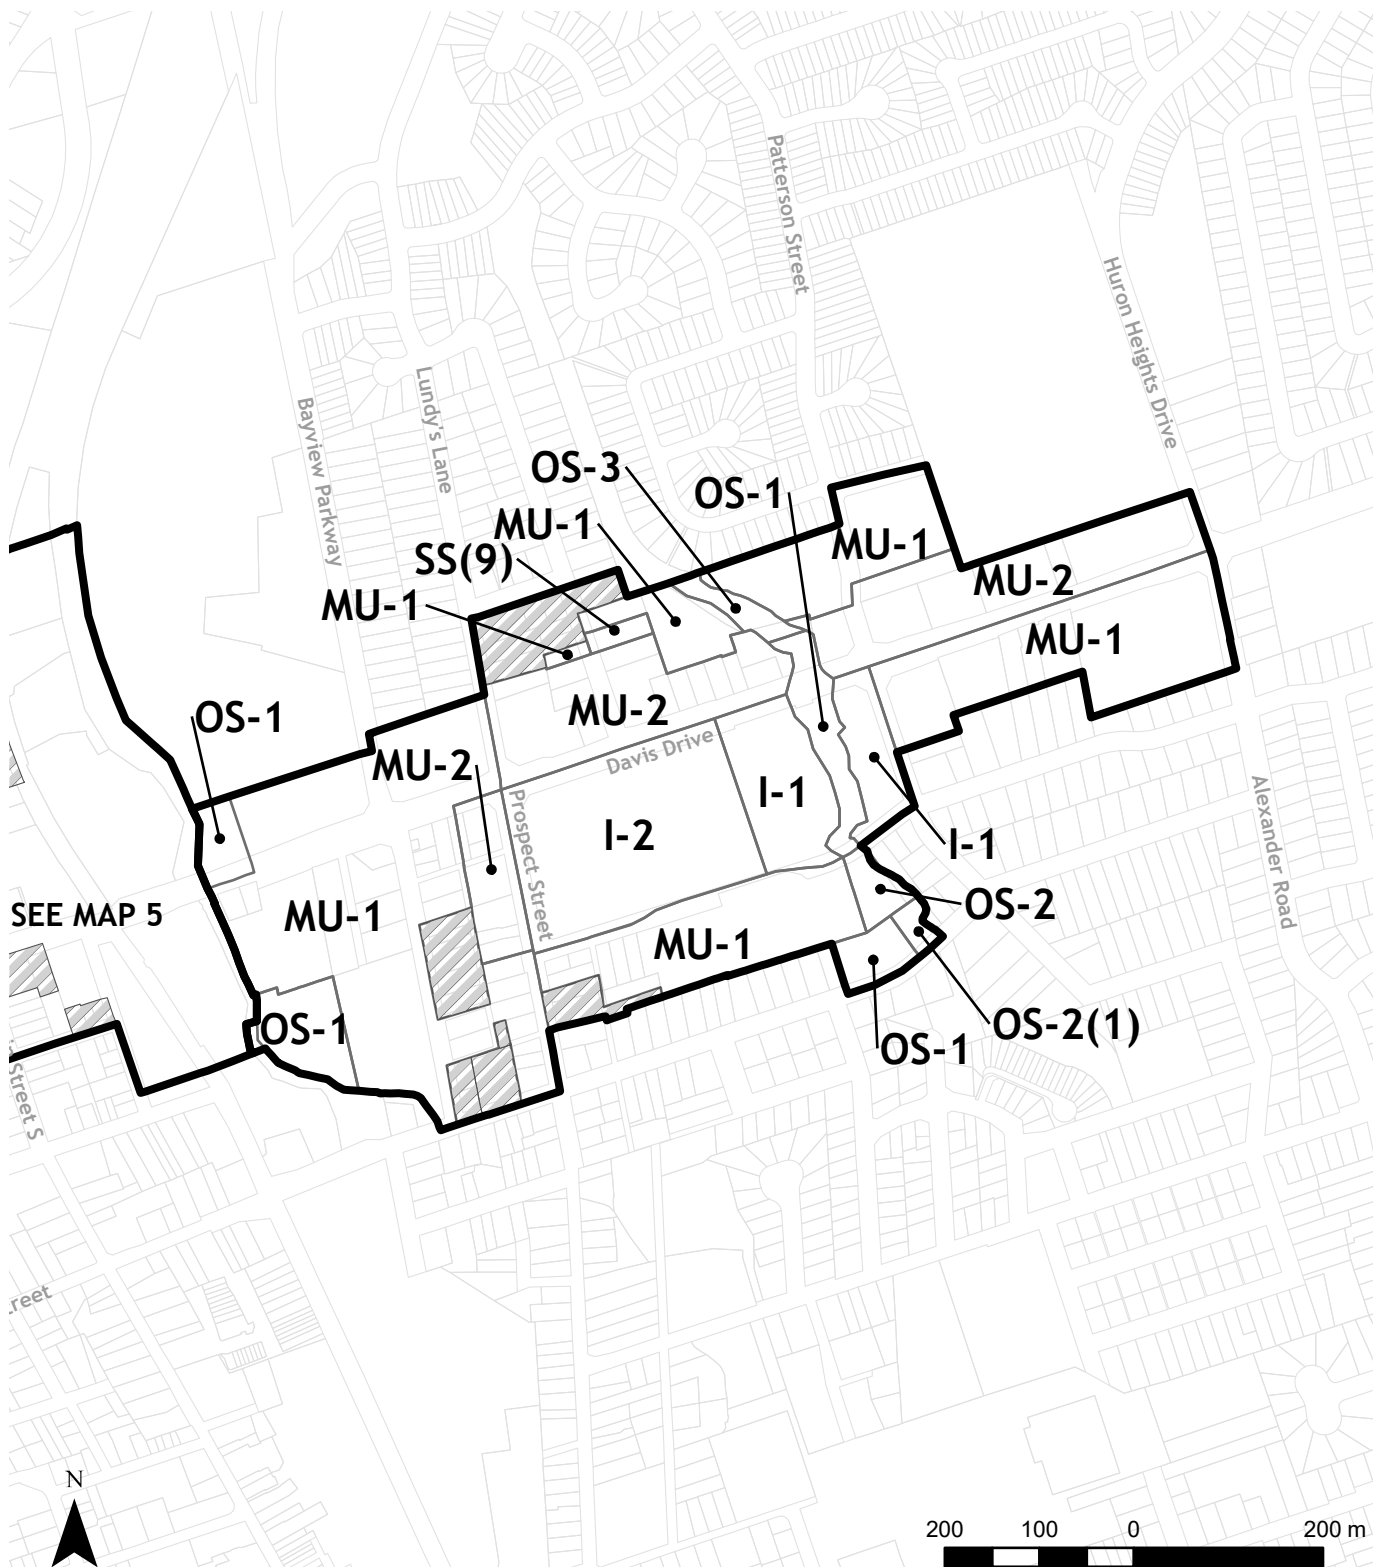 Patterson Street
Huron Heights Drive
Lundy's Lane
Bayview Parkway
OS-3
OS-1
MU-1
MU-1
SS(9)
MU-2
MU-1
MU-1
OS-1
MU-2
Davis Drive
MU-2
I-1
Prospect Street
I-2
Alexander Road
I-1
OS-2
SEE MAP 5
MU-1
MU-1
OS-2(1)
OS-1
OS-1
Street S
reet
N
200 100 0 200 m